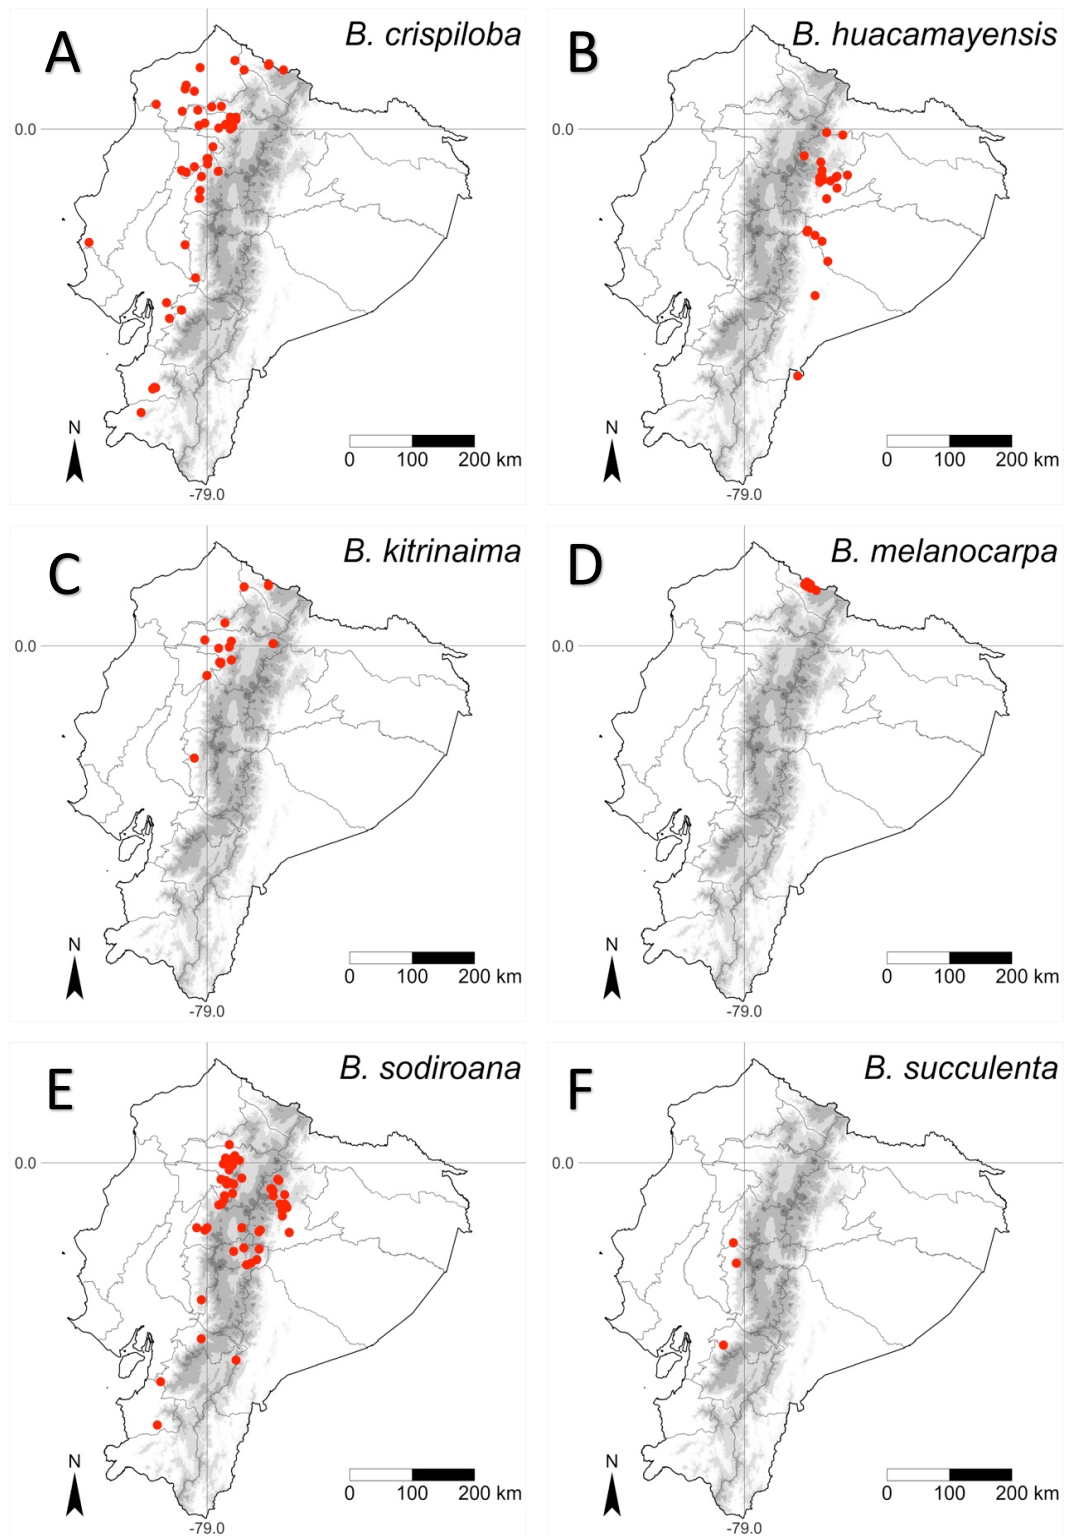 A
B. crispiloba
0.0
N
0 100 200 km
-79.0
B
B. huacamayensis
0.0
N
0 100 200 km
-79.0
C
B. kitrinaima
0.0
N
0 100 200 km
-79.0
D
B. melanocarpa
0.0
N
0 100 200 km
-79.0
E
B. sodiroana
0.0
N
0 100 200 km
-79.0
F
B. succulenta
0.0
N
0 100 200 km
-79.0